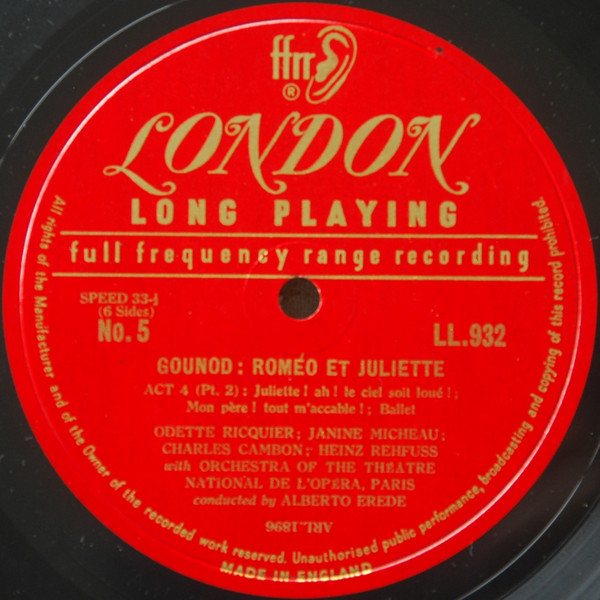 ffrr
®
LONDON
LONG PLAYING
full frequency range recording
SPEED 33-⅓
(6 Sides)
No. 5
LL.932
GOUNOD: ROMÉO ET JULIETTE
ACT 4 (Pt. 2) : Juliette ! ah ! le ciel soit loué ! ;
Mon père ! tout m'accable ! ; Ballet
ODETTE RICQUIER; JANINE MICHEAU;
CHARLES CAMBON; HEINZ REHFUSS
with ORCHESTRA OF THE THÉATRE
NATIONAL DE L'OPÉRA, PARIS
conducted by ALBERTO EREDE
ARL-1896
All rights of the Manufacturer and of the Owner of the recorded work reserved. Unauthorised public performance, broadcasting and copying of this record prohibited.
MADE IN ENGLAND